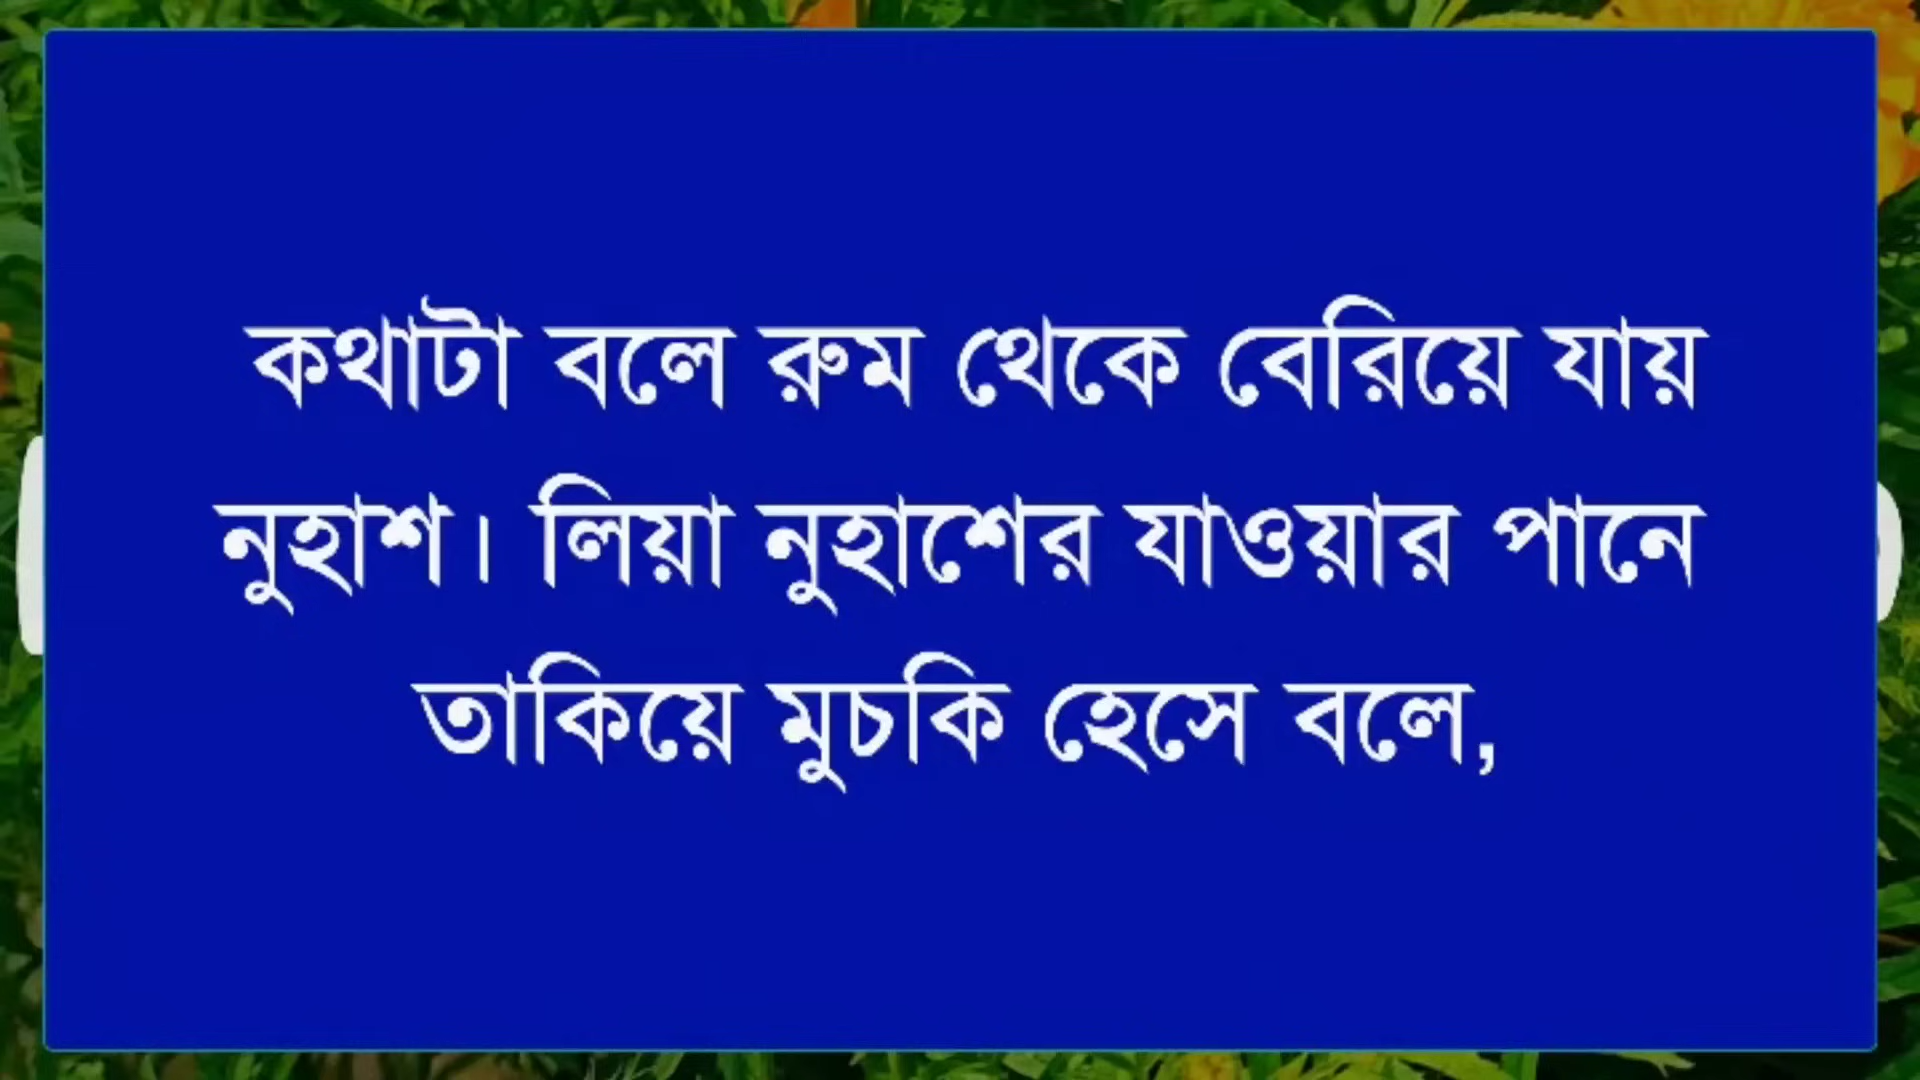 কথাটা বলে রুম থেকে বেরিয়ে যায়
নুহাশ। লিয়া নুহাশের যাওয়ার পানে
তাকিয়ে মুচকি হেসে বলে,